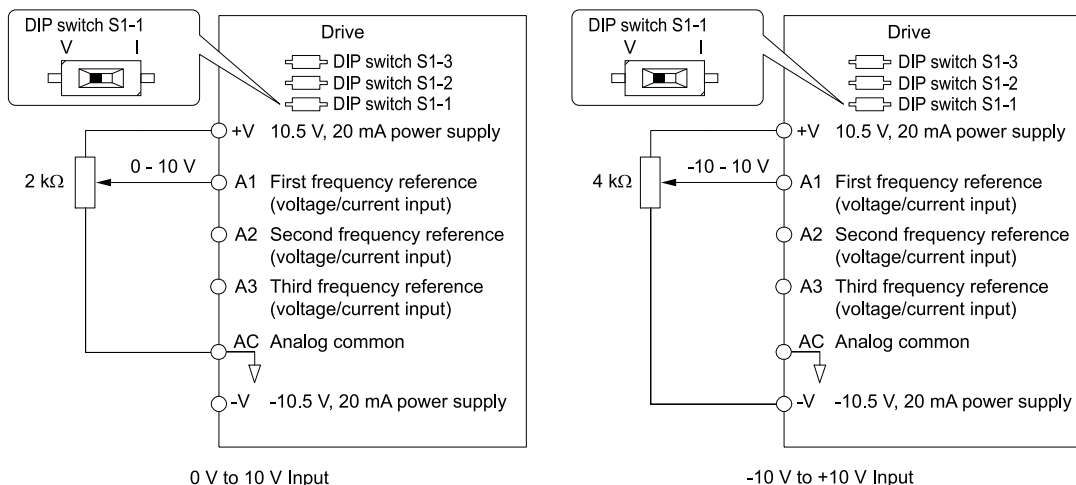 DIP switch S1-1
V I
Drive
DIP switch S1-3
DIP switch S1-2
DIP switch S1-1
+V 10.5 V, 20 mA power supply
2 kΩ
0 - 10 V
A1 First frequency reference
(voltage/current input)
A2 Second frequency reference
(voltage/current input)
A3 Third frequency reference
(voltage/current input)
AC Analog common
-V -10.5 V, 20 mA power supply
0 V to 10 V Input
DIP switch S1-1
V I
Drive
DIP switch S1-3
DIP switch S1-2
DIP switch S1-1
+V 10.5 V, 20 mA power supply
4 kΩ
-10 - 10 V
A1 First frequency reference
(voltage/current input)
A2 Second frequency reference
(voltage/current input)
A3 Third frequency reference
(voltage/current input)
AC Analog common
-V -10.5 V, 20 mA power supply
-10 V to +10 V Input